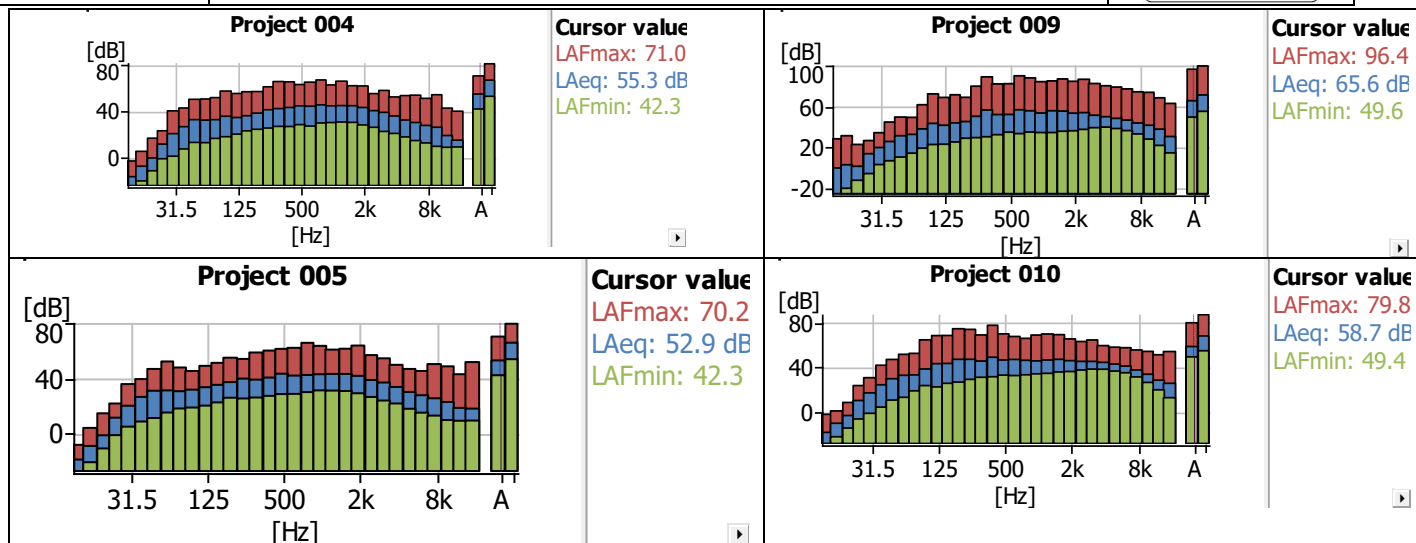 Project 004
[dB]
80
40
0
31.5 125 500 2k 8k A
[Hz]
Cursor value
LAFmax: 71.0
LAeq: 55.3 dB
LAFmin: 42.3
Project 009
[dB]
100
60
20
-20
31.5 125 500 2k 8k A
[Hz]
Cursor value
LAFmax: 96.4
LAeq: 65.6 dB
LAFmin: 49.6
Project 005
[dB]
80
40
0
31.5 125 500 2k 8k A
[Hz]
Cursor value
LAFmax: 70.2
LAeq: 52.9 dB
LAFmin: 42.3
Project 010
[dB]
80
40
0
31.5 125 500 2k 8k A
[Hz]
Cursor value
LAFmax: 79.8
LAeq: 58.7 dB
LAFmin: 49.4